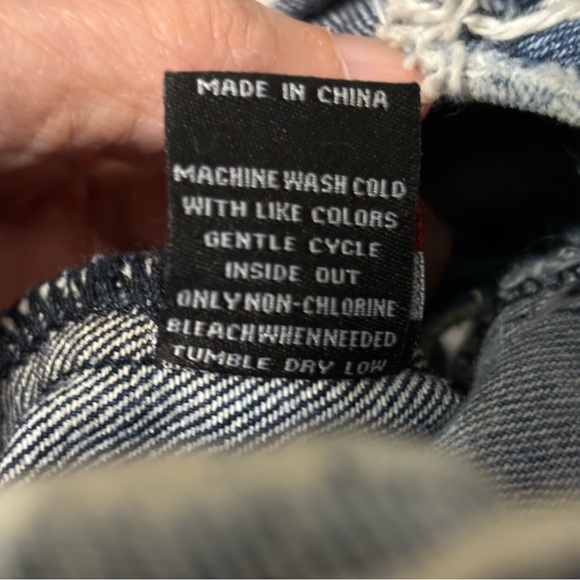 MADE IN CHINA
MACHINE WASH COLD
WITH LIKE COLORS
GENTLE CYCLE
INSIDE OUT
ONLY NON-CHLORINE
BLEACH WHEN NEEDED
TUMBLE DRY LOW